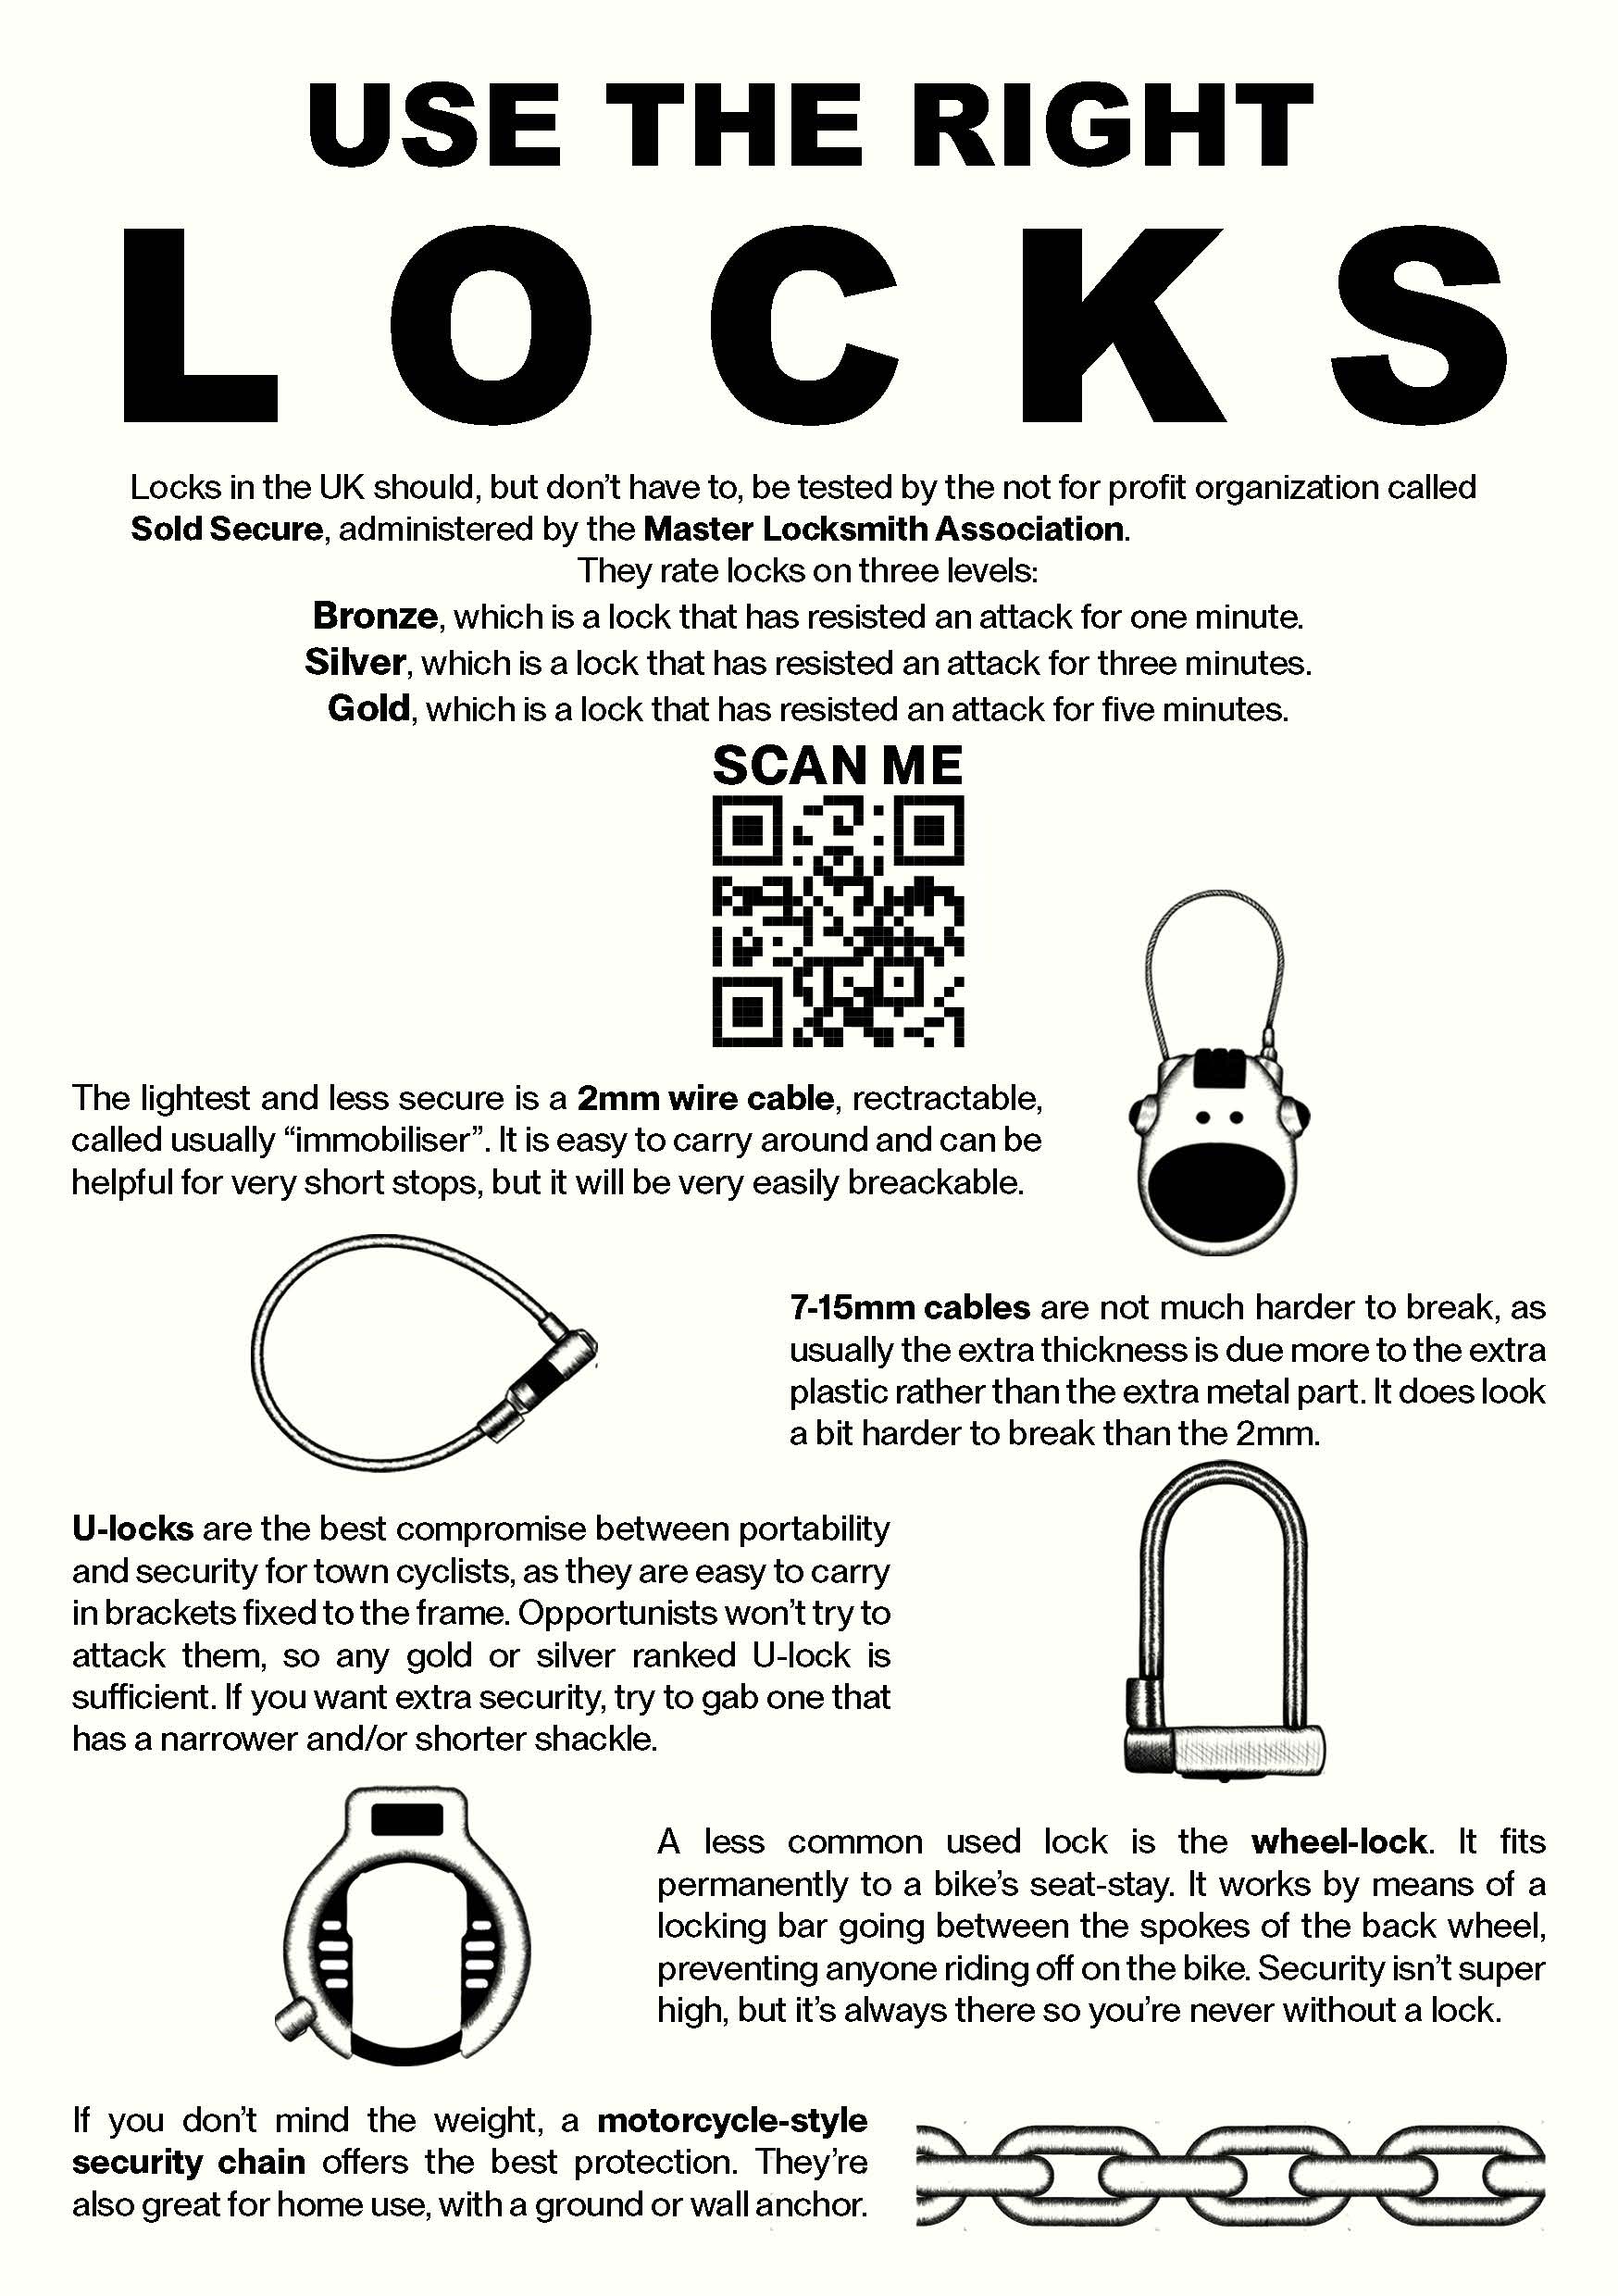 USE THE RIGHT
LOCKS
Locks in the UK should, but don’t have to, be tested by the not for profit organization called
Sold Secure, administered by the Master Locksmith Association.
They rate locks on three levels:
Bronze, which is a lock that has resisted an attack for one minute.
Silver, which is a lock that has resisted an attack for three minutes.
Gold, which is a lock that has resisted an attack for five minutes.
SCAN ME
The lightest and less secure is a 2mm wire cable, rectractable,
called usually “immobiliser”. It is easy to carry around and can be
helpful for very short stops, but it will be very easily breackable.
7-15mm cables are not much harder to break, as
usually the extra thickness is due more to the extra
plastic rather than the extra metal part. It does look
a bit harder to break than the 2mm.
U-locks are the best compromise between portability
and security for town cyclists, as they are easy to carry
in brackets fixed to the frame. Opportunists won’t try to
attack them, so any gold or silver ranked U-lock is
sufficient. If you want extra security, try to gab one that
has a narrower and/or shorter shackle.
A less common used lock is the wheel-lock. It fits
permanently to a bike’s seat-stay. It works by means of a
locking bar going between the spokes of the back wheel,
preventing anyone riding off on the bike. Security isn’t super
high, but it’s always there so you’re never without a lock.
If you don’t mind the weight, a motorcycle-style
security chain offers the best protection. They’re
also great for home use, with a ground or wall anchor.